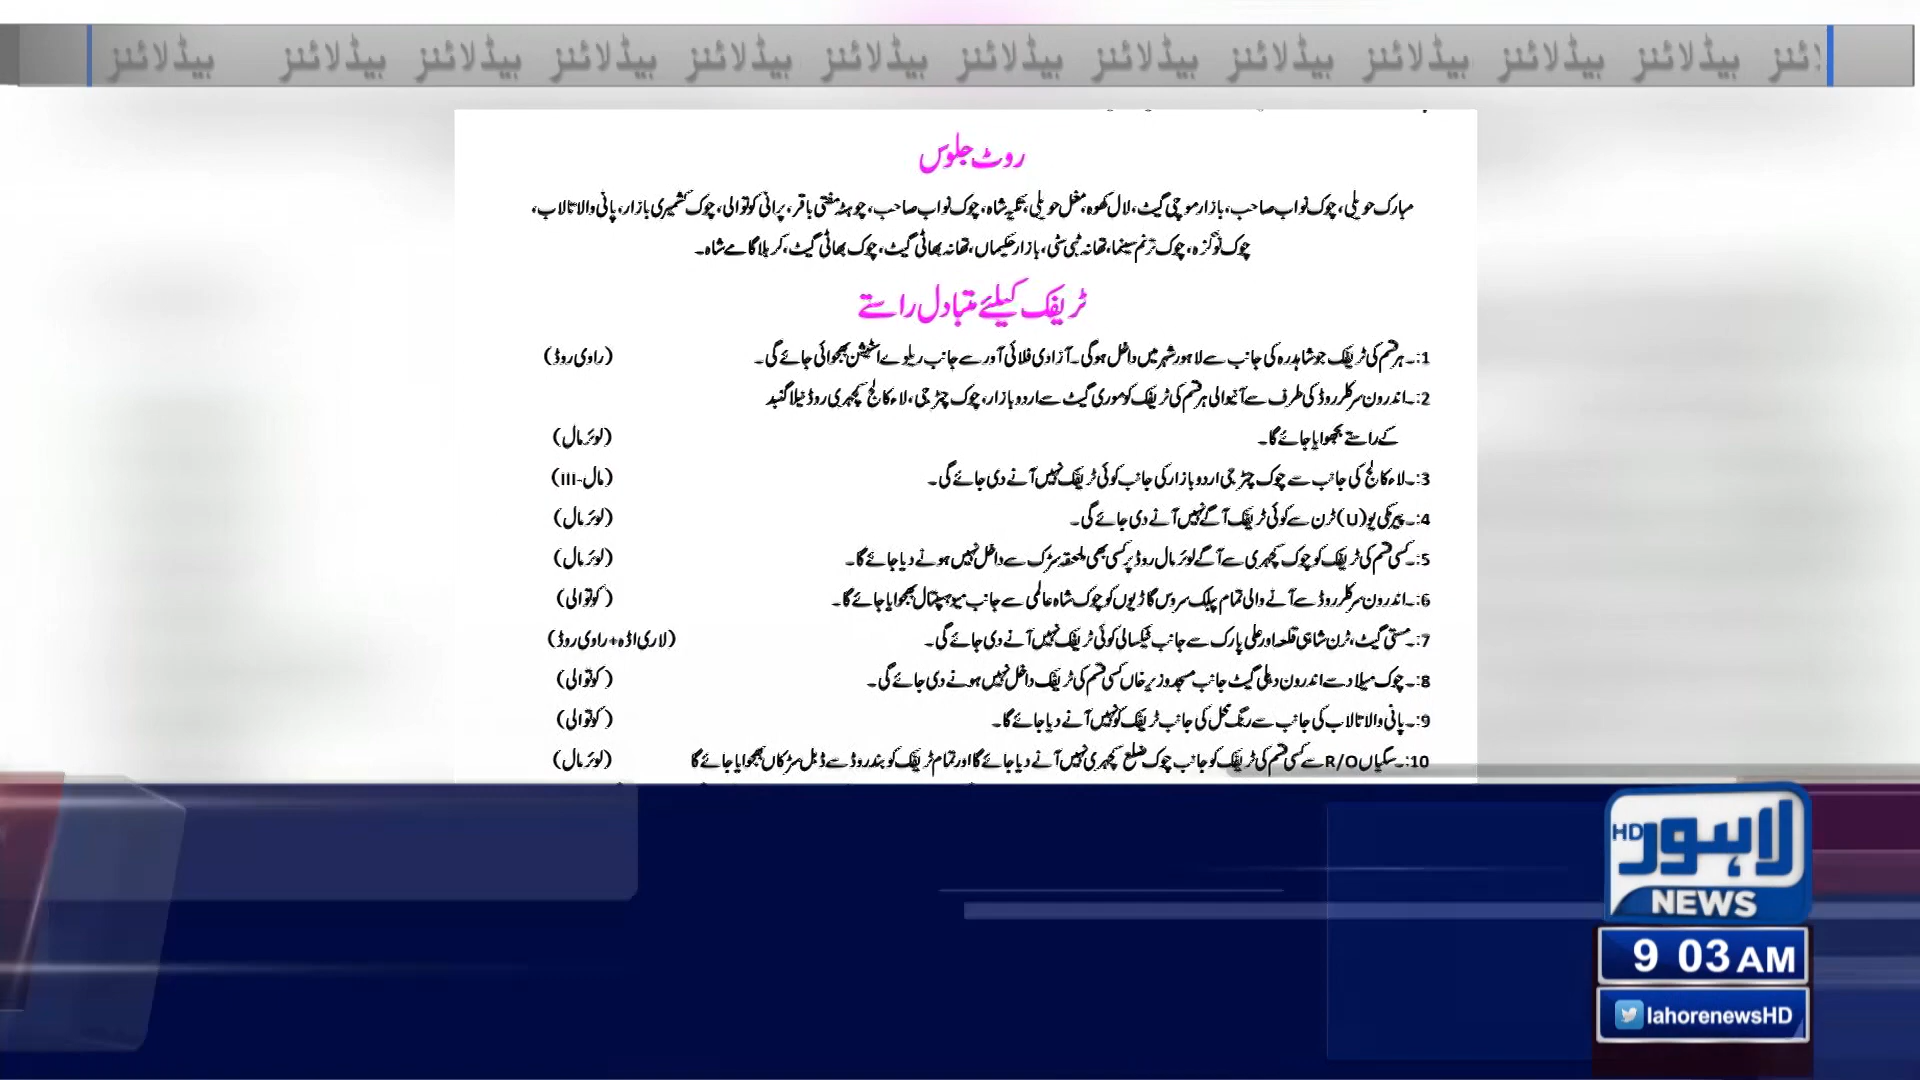 ہیڈلائنز ہیڈلائنز ہیڈلائنز ہیڈلائنز ہیڈلائنز ہیڈلائنز ہیڈلائنز ہیڈلائنز ہیڈلائنز ہیڈلائنز ہیڈلائنز ہیڈلائنز ئنز
روٹ جلوس
مبارک حویلی، چوک نواب صاحب، بازار موچی گیٹ، لال کھوہ، مغل حویلی، تکیہ شاہ، چوک نواب صاحب، چوہٹہ مفتی باقر، پرانی کوتوالی، چوک کشمیری بازار، پانی والا تالاب،
چوک نوگزہ، چوک ترنم سینما، تھانہ ٹبی سٹی، بازار حکیماں، تھانہ بھاٹی گیٹ، چوک بھاٹی گیٹ، کربلا گامے شاہ۔
ٹریفک کیلئے متبادل راستے
1:۔ہر قسم کی ٹریفک جو شاہدرہ کی جانب سے لاہور شہر میں داخل ہوگی۔ آزادی فلائی آور سے جانب ریلوے اسٹیشن بھجوائی جائے گی۔ (راوی روڈ)
2:۔اندرون سرکلر روڈ کی طرف سے آنیوالی ہر قسم کی ٹریفک کو موری گیٹ سے اردو بازار، چوک چٹرجی، لاء کالج کچہری روڈ نیلا گنبد
کے راستے بھجوایا جائے گا۔ (لوئر مال)
3:۔لاء کالج کی جانب سے چوک چٹرجی اردو بازار کی جانب کوئی ٹریفک نہیں آنے دی جائے گی۔ (مال-III)
4:۔پیر مکی یو(U) ٹرن سے کوئی ٹریفک آگے نہیں آنے دی جائے گی۔ (لوئر مال)
5:۔کسی قسم کی ٹریفک کو چوک کچہری سے آگے لوئر مال روڈ پر کسی بھی ملحقہ سڑک سے داخل نہیں ہونے دیا جائے گا۔ (لوئر مال)
6:۔اندرون سرکلر روڈ سے آنے والی تمام پبلک سروس گاڑیوں کو چوک شاہ عالمی سے جانب میو ہسپتال بھجوایا جائے گا۔ (کوتوالی)
7:۔مستی گیٹ، ٹرن شاہی قلعہ اور علی پارک سے جانب ٹیکسالی کوئی ٹریفک نہیں آنے دی جائے گی۔ (لاری اڈہ+راوی روڈ)
8:۔چوک میلاد سے اندرون دہلی گیٹ جانب مسجد وزیر خاں کسی قسم کی ٹریفک داخل نہیں ہونے دی جائے گی۔ (کوتوالی)
9:۔پانی والا تالاب کی جانب سے رنگ محل کی جانب ٹریفک کو نہیں آنے دیا جائے گا۔ (کوتوالی)
10:۔سگیاں R/O سے کسی قسم کی ٹریفک کو جانب چوک ضلع کچہری نہیں آنے دیا جائے گا اور تمام ٹریفک کو بند روڈ سے ڈبل سڑکاں بھجوایا جائے گا (لوئر مال)
لاہور HD
NEWS
9 03 AM
lahorenewsHD